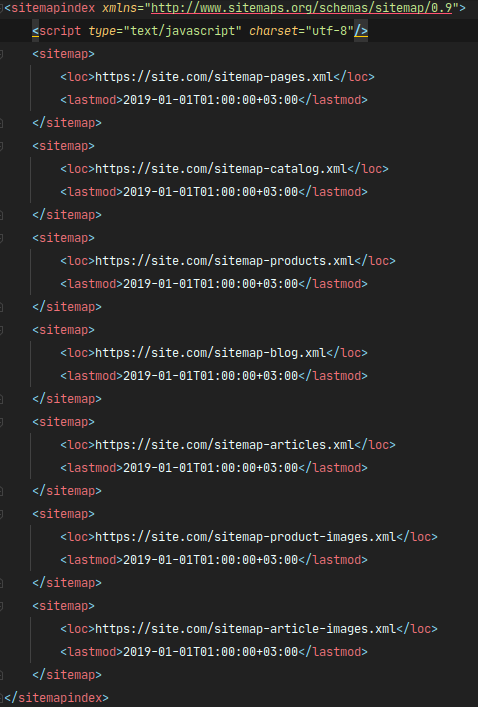 <sitemapindex xmlns="http://www.sitemaps.org/schemas/sitemap/0.9">
<script type="text/javascript" charset="utf-8"/>
<sitemap>
<loc>https://site.com/sitemap-pages.xml</loc>
<lastmod>2019-01-01T01:00:00+03:00</lastmod>
</sitemap>
<sitemap>
<loc>https://site.com/sitemap-catalog.xml</loc>
<lastmod>2019-01-01T01:00:00+03:00</lastmod>
</sitemap>
<sitemap>
<loc>https://site.com/sitemap-products.xml</loc>
<lastmod>2019-01-01T01:00:00+03:00</lastmod>
</sitemap>
<sitemap>
<loc>https://site.com/sitemap-blog.xml</loc>
<lastmod>2019-01-01T01:00:00+03:00</lastmod>
</sitemap>
<sitemap>
<loc>https://site.com/sitemap-articles.xml</loc>
<lastmod>2019-01-01T01:00:00+03:00</lastmod>
</sitemap>
<sitemap>
<loc>https://site.com/sitemap-product-images.xml</loc>
<lastmod>2019-01-01T01:00:00+03:00</lastmod>
</sitemap>
<sitemap>
<loc>https://site.com/sitemap-article-images.xml</loc>
<lastmod>2019-01-01T01:00:00+03:00</lastmod>
</sitemap>
</sitemapindex>